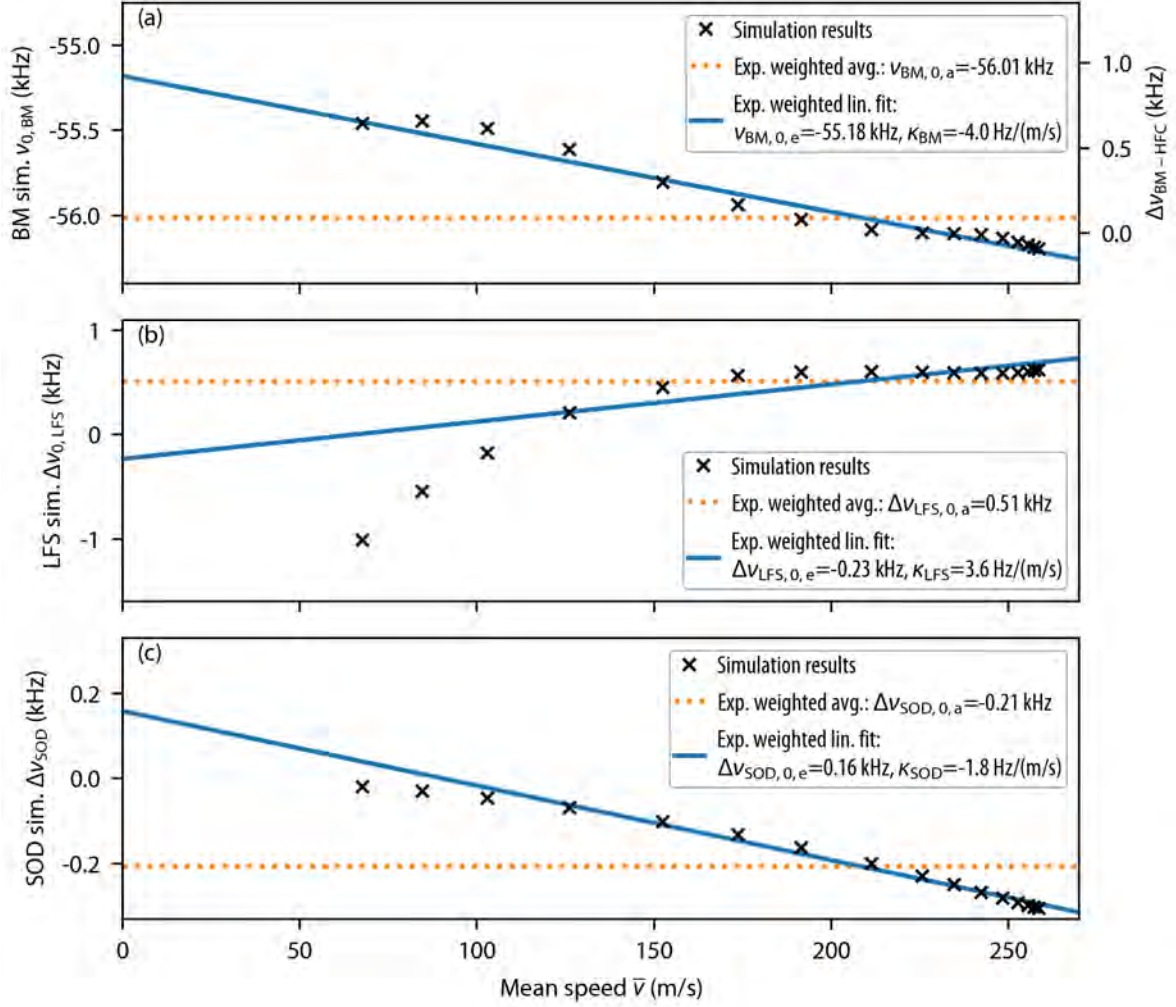 (a)
-55.0
-55.5
-56.0
BM sim. ν0, BM (kHz)
Simulation results
Exp. weighted avg.: νBM, 0, a=-56.01 kHz
Exp. weighted lin. fit:
νBM, 0, e=-55.18 kHz, κBM=-4.0 Hz/(m/s)
1.0
0.5
0.0
ΔνBM − HFC (kHz)
0 50 100 150 200 250
(b)
1
0
-1
LFS sim. Δν0, LFS (kHz)
Simulation results
Exp. weighted avg.: ΔνLFS, 0, a=0.51 kHz
Exp. weighted lin. fit:
ΔνLFS, 0, e=-0.23 kHz, κLFS=3.6 Hz/(m/s)
(c)
0.2
0.0
-0.2
SOD sim. ΔνSOD (kHz)
Simulation results
Exp. weighted avg.: ΔνSOD, 0, a=-0.21 kHz
Exp. weighted lin. fit:
ΔνSOD, 0, e=0.16 kHz, κSOD=-1.8 Hz/(m/s)
0 50 100 150 200 250
Mean speed v̅ (m/s)